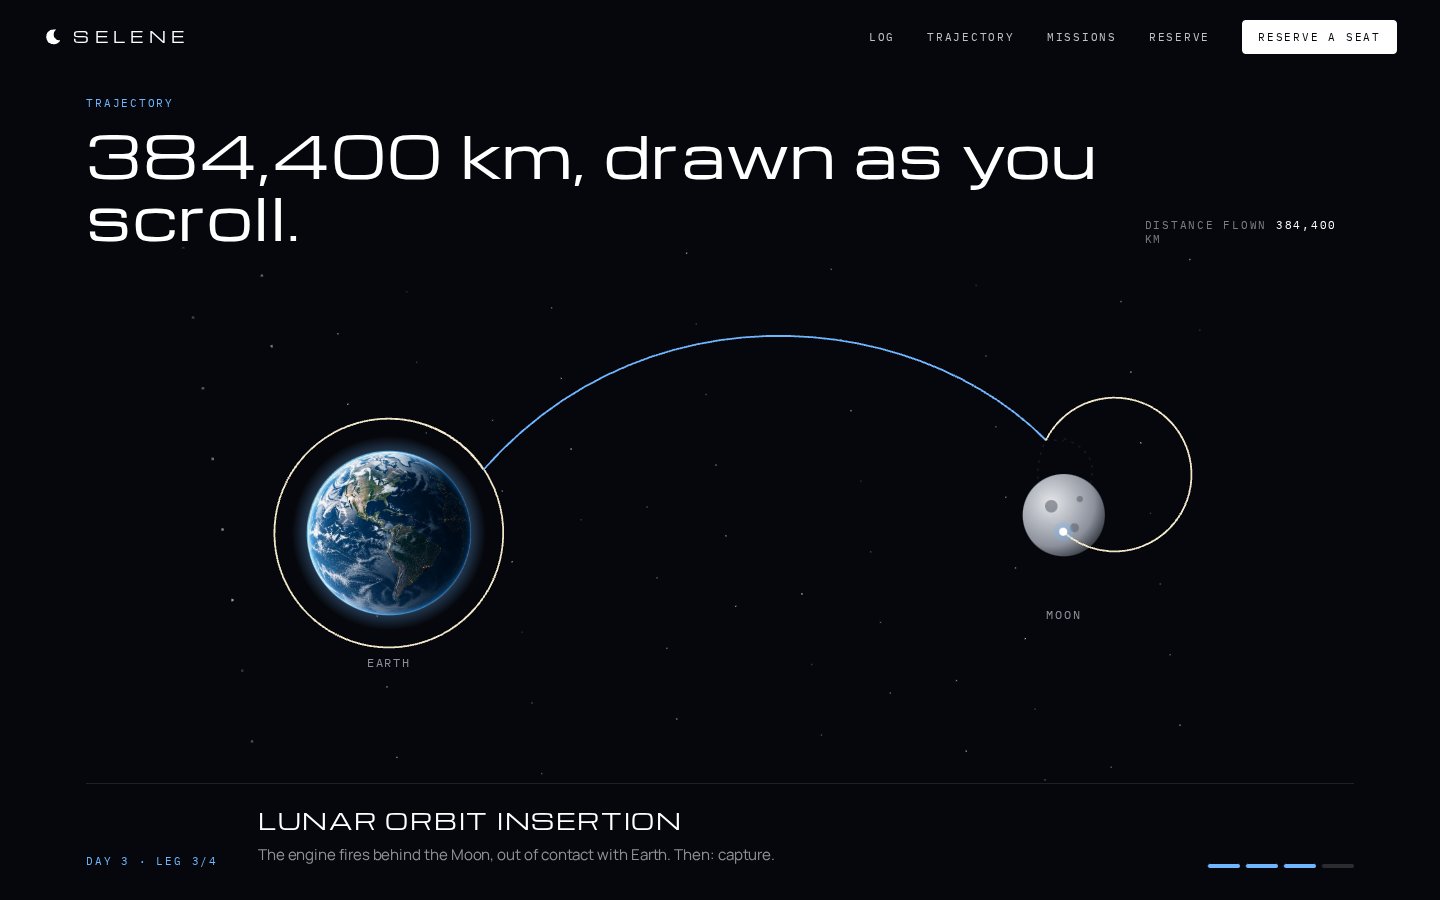 SELENE
LOG
TRAJECTORY
MISSIONS
RESERVE
RESERVE A SEAT
TRAJECTORY
384,400 km, drawn as you
scroll.
DISTANCE FLOWN 384,400
KM
EARTH
MOON
LUNAR ORBIT INSERTION
DAY 3 · LEG 3/4
The engine fires behind the Moon, out of contact with Earth. Then: capture.